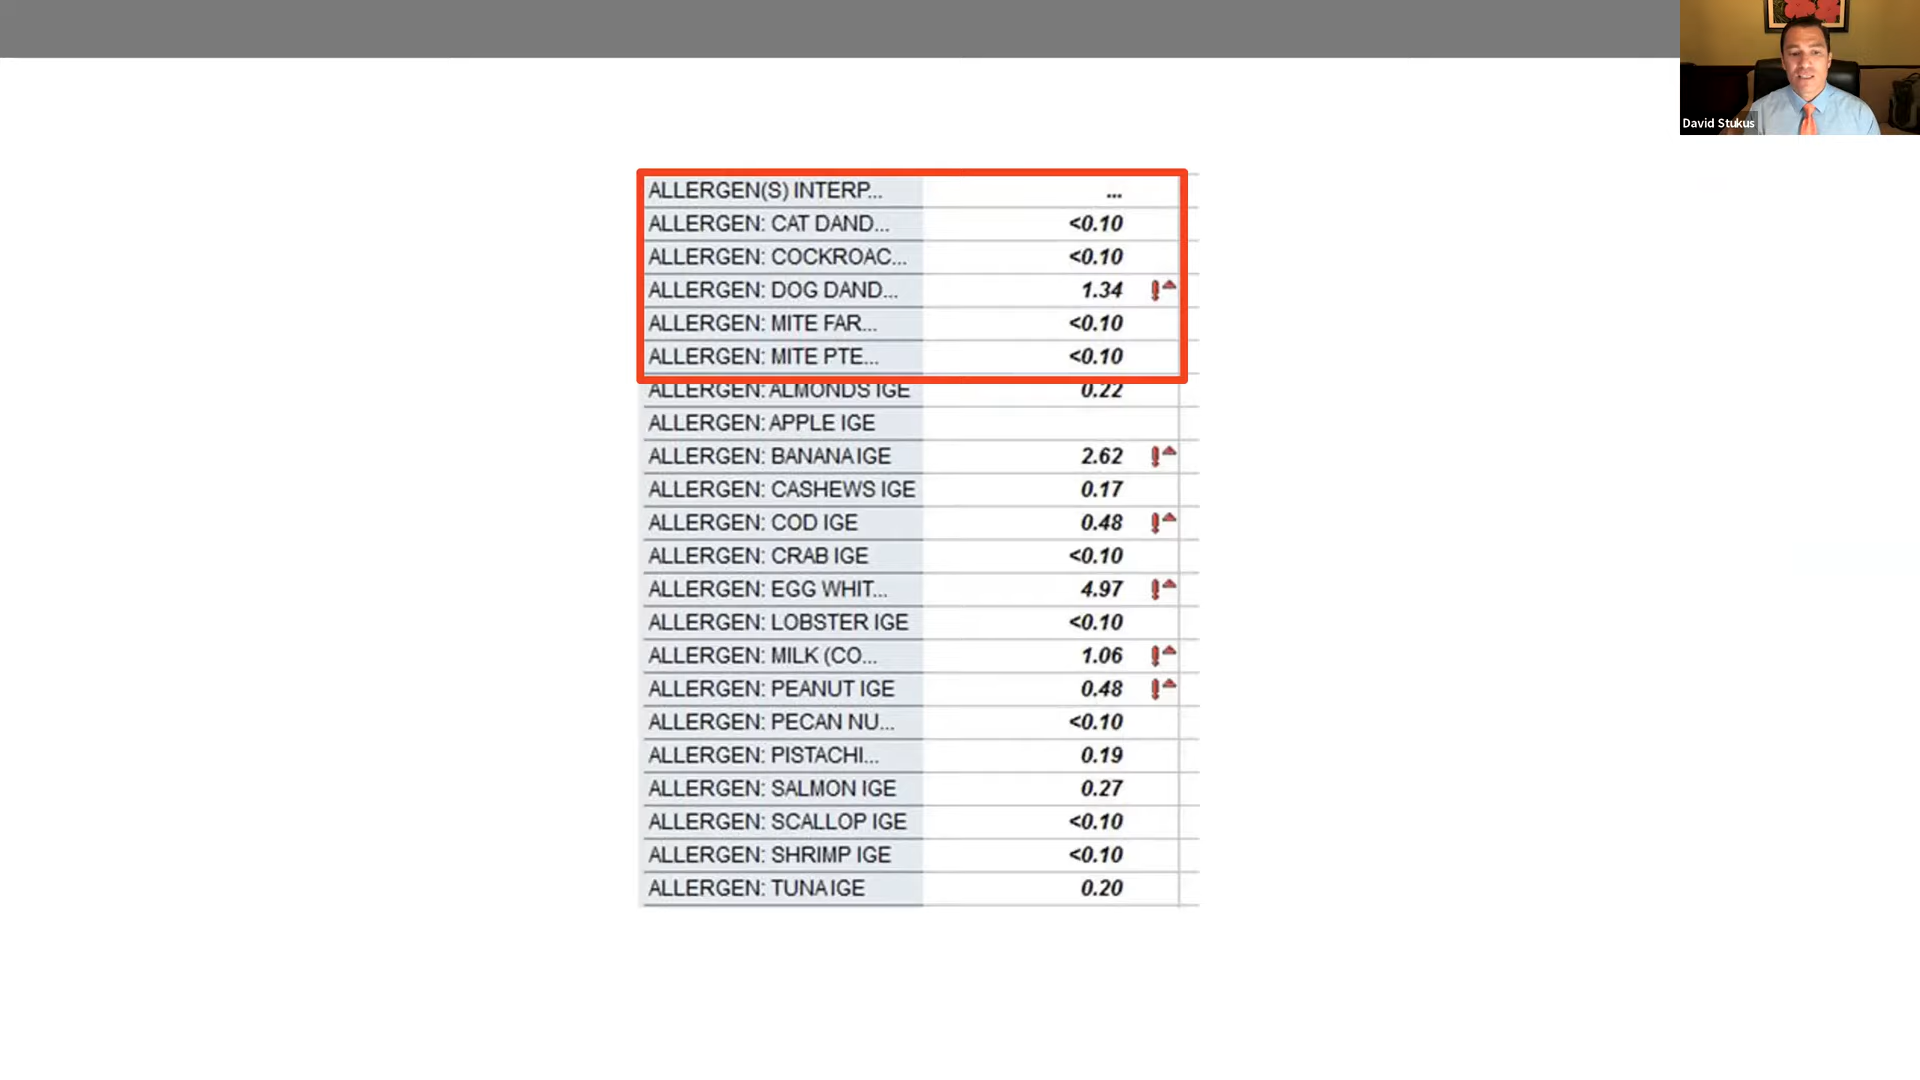 David Stukus
ALLERGEN(S) INTERP... ...
ALLERGEN: CAT DAND... <0.10
ALLERGEN: COCKROAC... <0.10
ALLERGEN: DOG DAND... 1.34 !
ALLERGEN: MITE FAR... <0.10
ALLERGEN: MITE PTE... <0.10
ALLERGEN: ALMONDS IGE 0.22
ALLERGEN: APPLE IGE
ALLERGEN: BANANA IGE 2.62 !
ALLERGEN: CASHEWS IGE 0.17
ALLERGEN: COD IGE 0.48 !
ALLERGEN: CRAB IGE <0.10
ALLERGEN: EGG WHIT... 4.97 !
ALLERGEN: LOBSTER IGE <0.10
ALLERGEN: MILK (CO... 1.06 !
ALLERGEN: PEANUT IGE 0.48 !
ALLERGEN: PECAN NU... <0.10
ALLERGEN: PISTACHI... 0.19
ALLERGEN: SALMON IGE 0.27
ALLERGEN: SCALLOP IGE <0.10
ALLERGEN: SHRIMP IGE <0.10
ALLERGEN: TUNA IGE 0.20